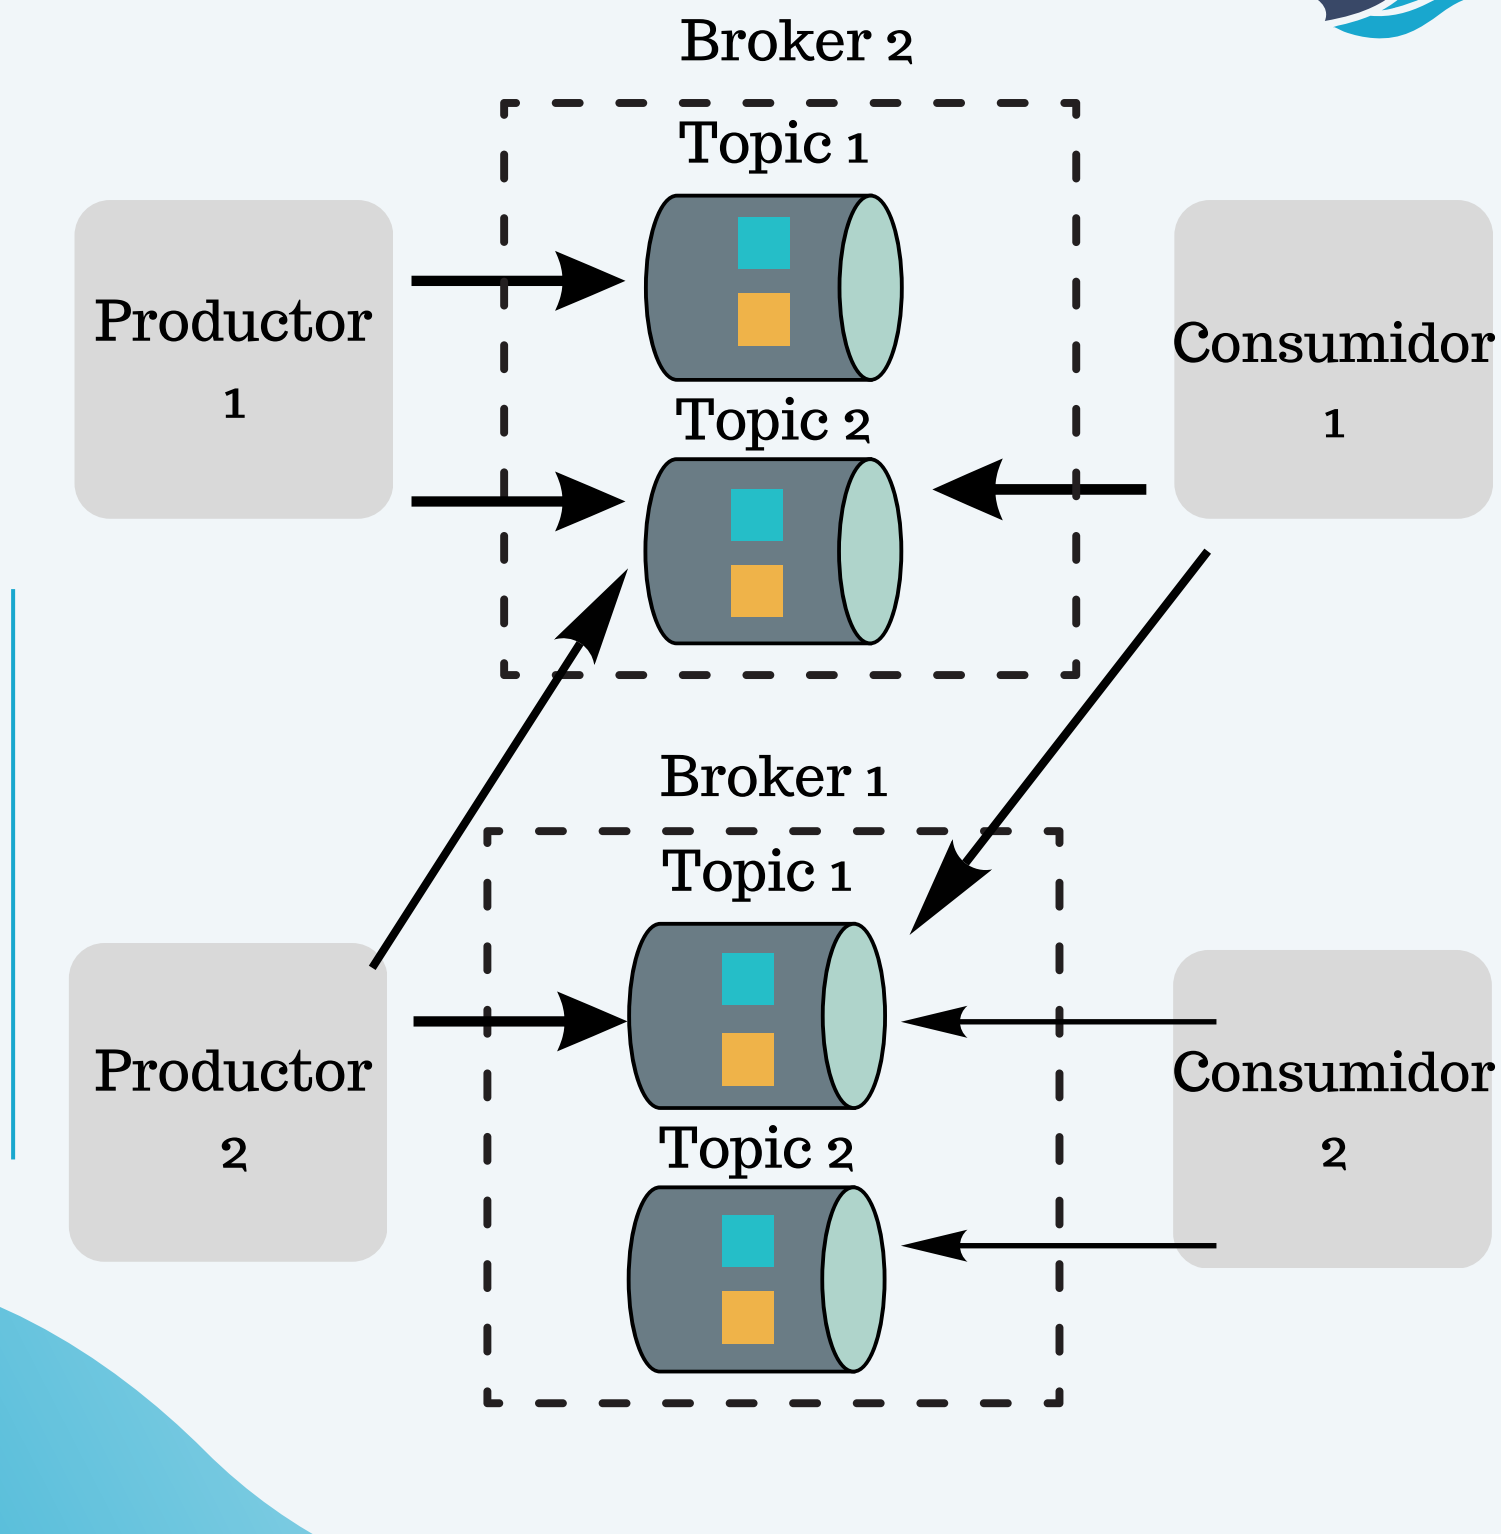 Broker 2
Topic 1
Productor
1
Consumidor
1
Topic 2
Broker 1
Topic 1
Productor
2
Consumidor
2
Topic 2